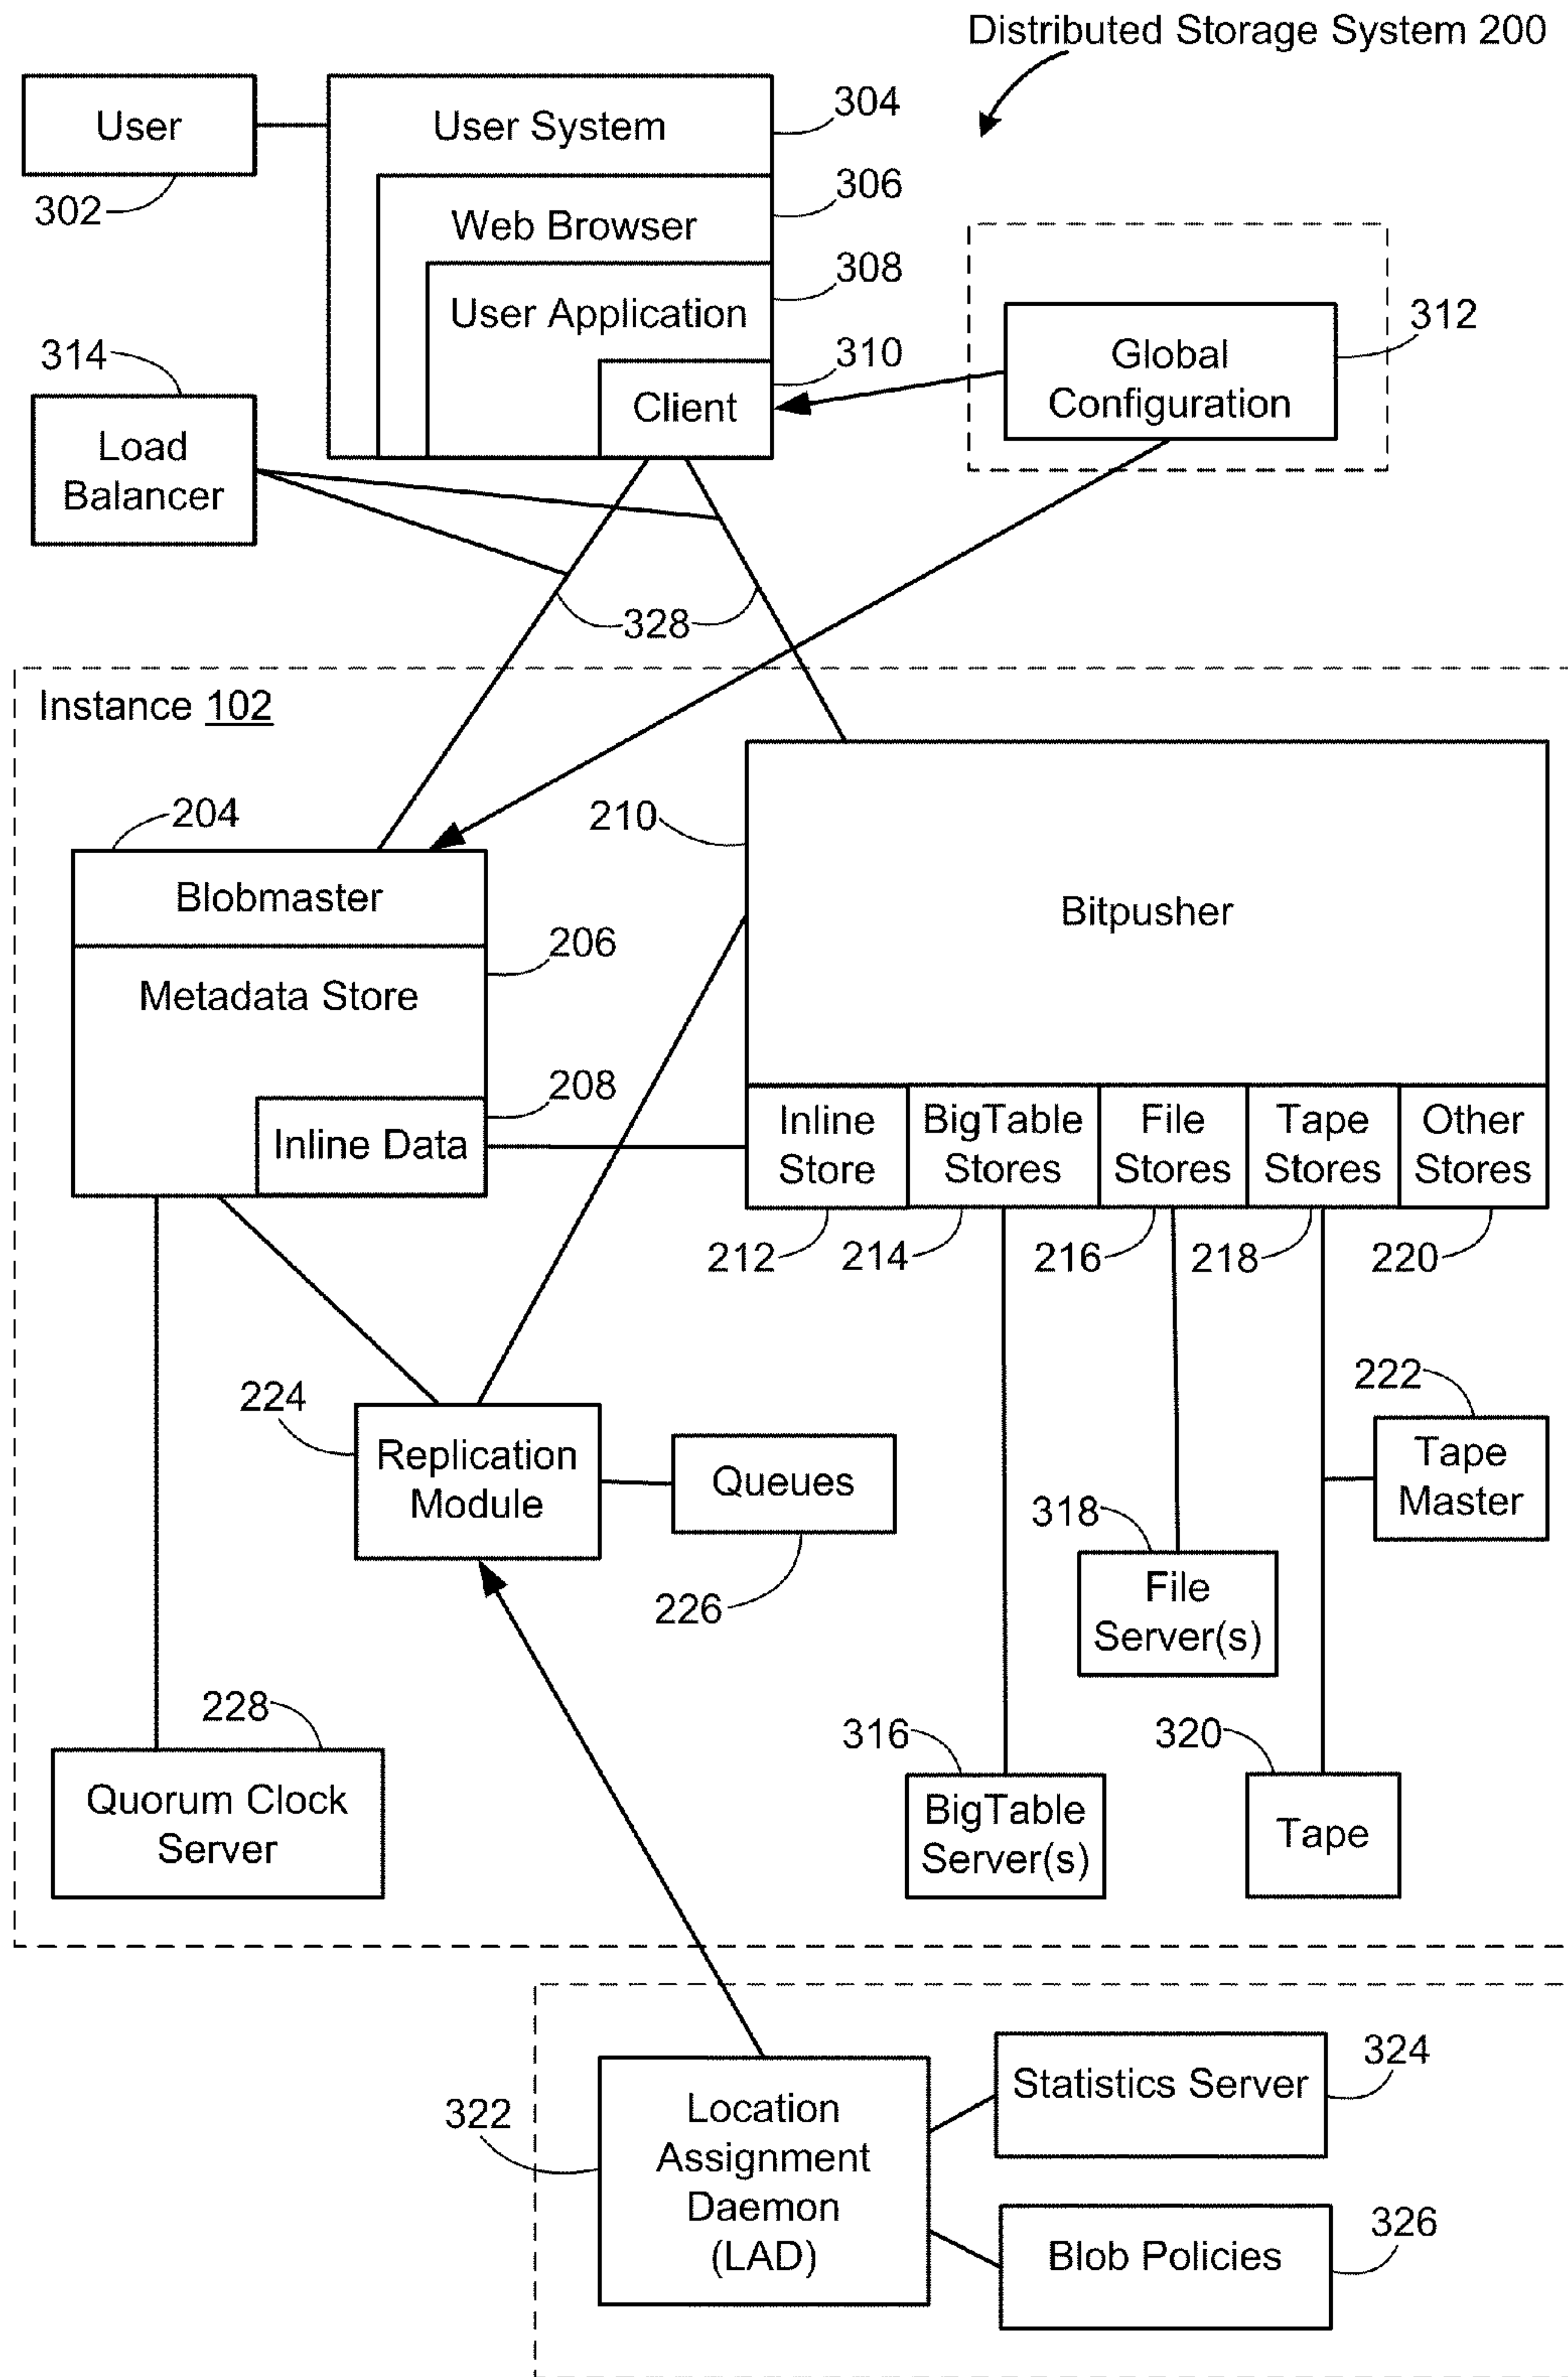 Distributed Storage System 200
User
302
User System
304
Web Browser
306
User Application
308
Client
310
Global
Configuration
312
314
Load
Balancer
328
Instance 102
204
Blobmaster
206
Metadata Store
208
Inline Data
210
Bitpusher
Inline
Store
BigTable
Stores
File
Stores
Tape
Stores
Other
Stores
212
214
216
218
220
224
Replication
Module
Queues
226
222
Tape
Master
318
File
Server(s)
228
Quorum Clock
Server
316
BigTable
Server(s)
320
Tape
322
Location
Assignment
Daemon
(LAD)
Statistics Server
324
Blob Policies
326